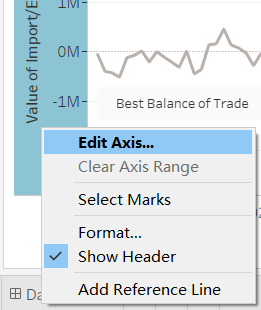 1M
0M
-1M
Value of Import/E
Best Balance of Trade
Edit Axis...
Clear Axis Range
Select Marks
Format...
Show Header
Add Reference Line
Da